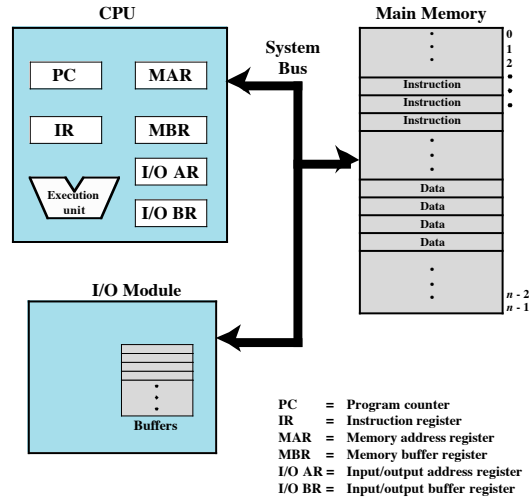 CPU
Main Memory
System
Bus
PC
MAR
IR
MBR
I/O AR
I/O BR
Execution
unit
0
1
2
Instruction
Instruction
Instruction
Data
Data
Data
Data
n - 2
n - 1
I/O Module
Buffers
PC = Program counter
IR = Instruction register
MAR = Memory address register
MBR = Memory buffer register
I/O AR = Input/output address register
I/O BR = Input/output buffer register